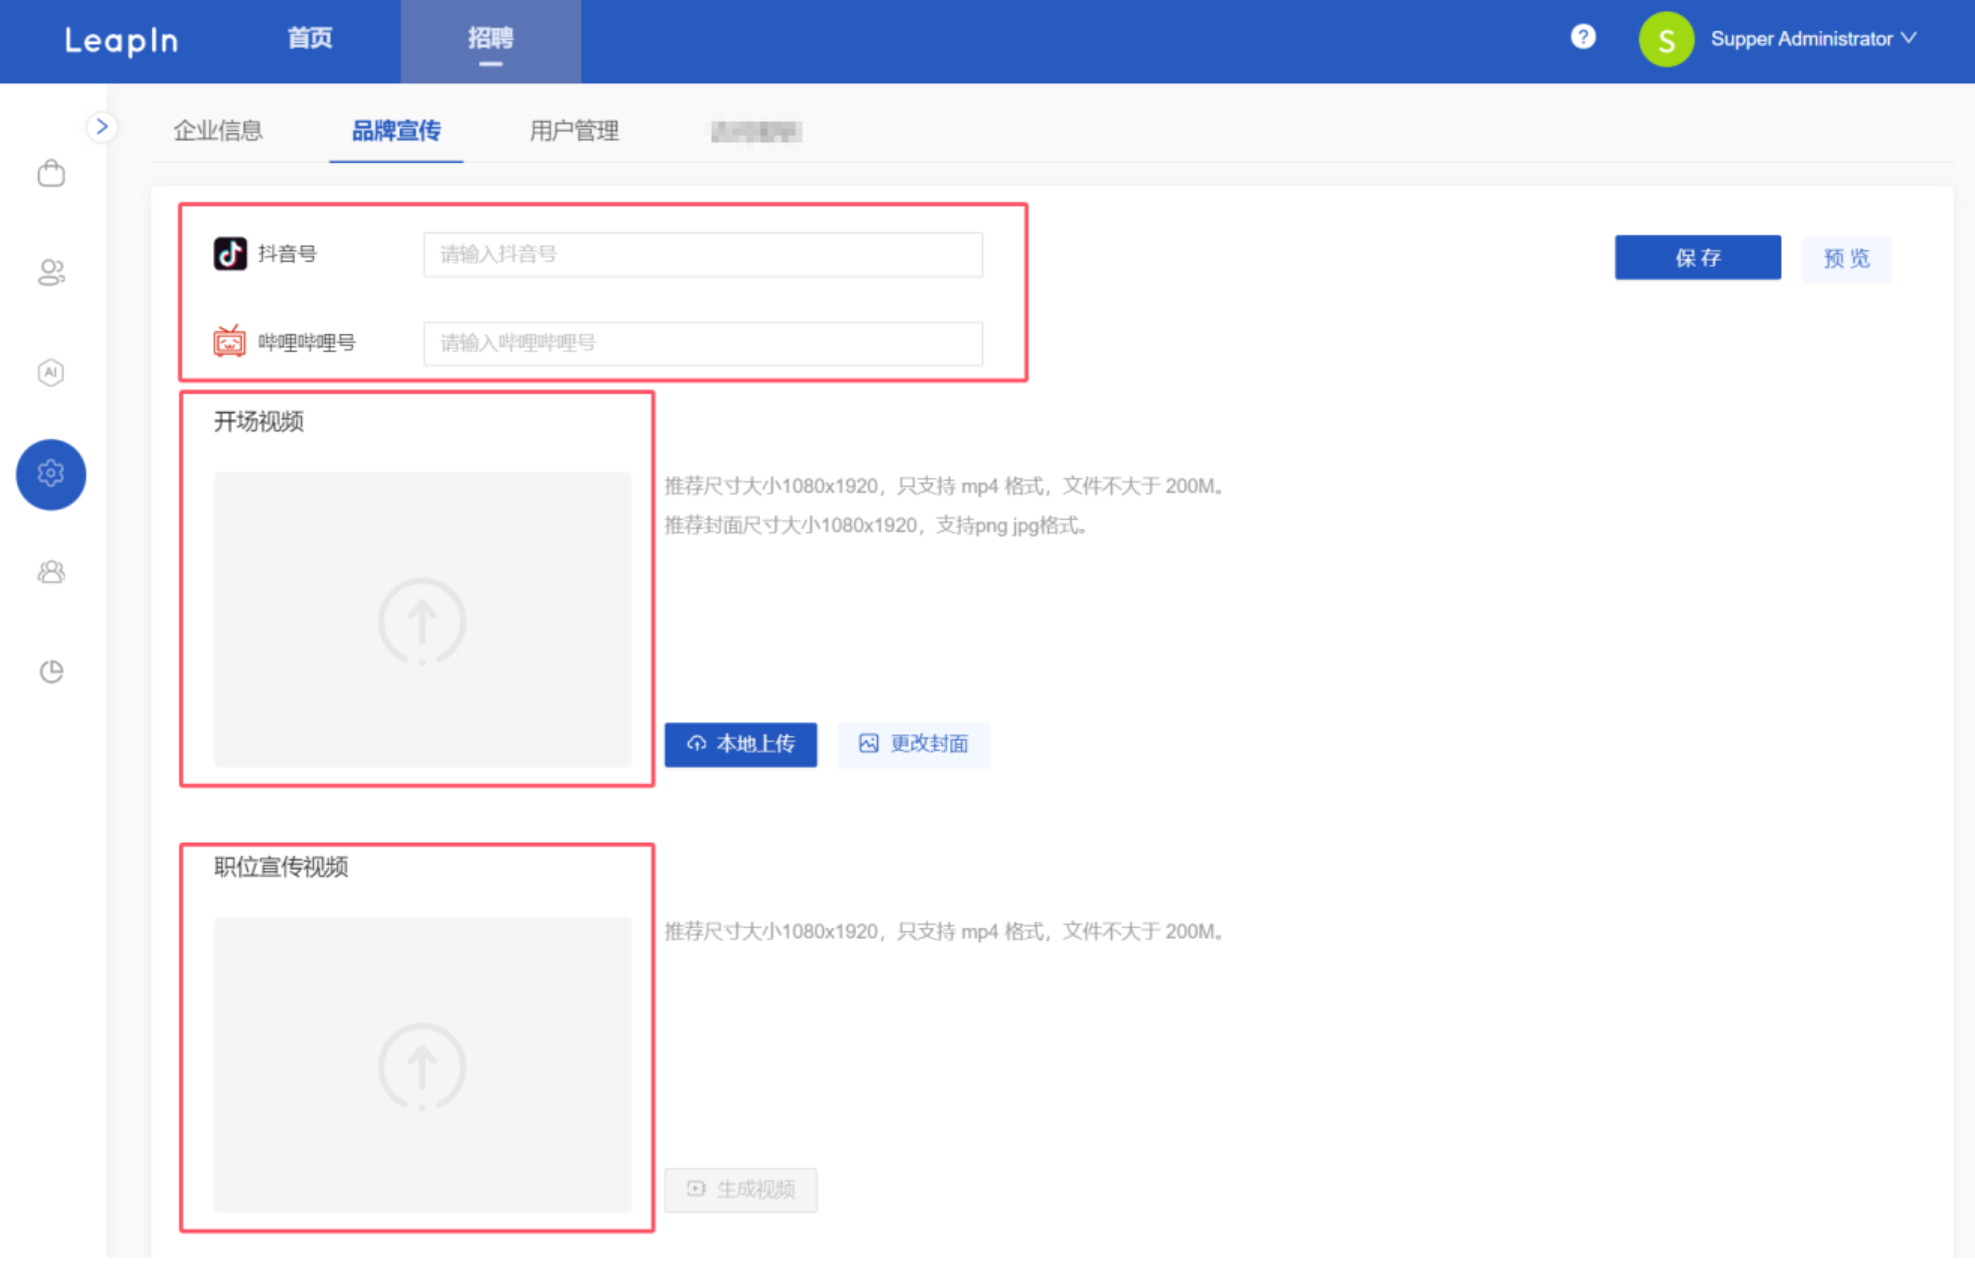 LeapIn 首页 招聘 ? S Supper Administrator
企业信息 品牌宣传 用户管理
抖音号 请输入抖音号 保存 预览
哔哩哔哩号 请输入哔哩哔哩号
AI
开场视频
推荐尺寸大小1080x1920，只支持 mp4 格式，文件不大于 200M。
推荐封面尺寸大小1080x1920，支持png jpg格式。
本地上传 更改封面
职位宣传视频
推荐尺寸大小1080x1920，只支持 mp4 格式，文件不大于 200M。
生成视频